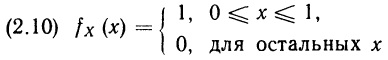 (2.10) f_X (x) = { 1, 0 ⩽ x ⩽ 1,
0, для остальных x